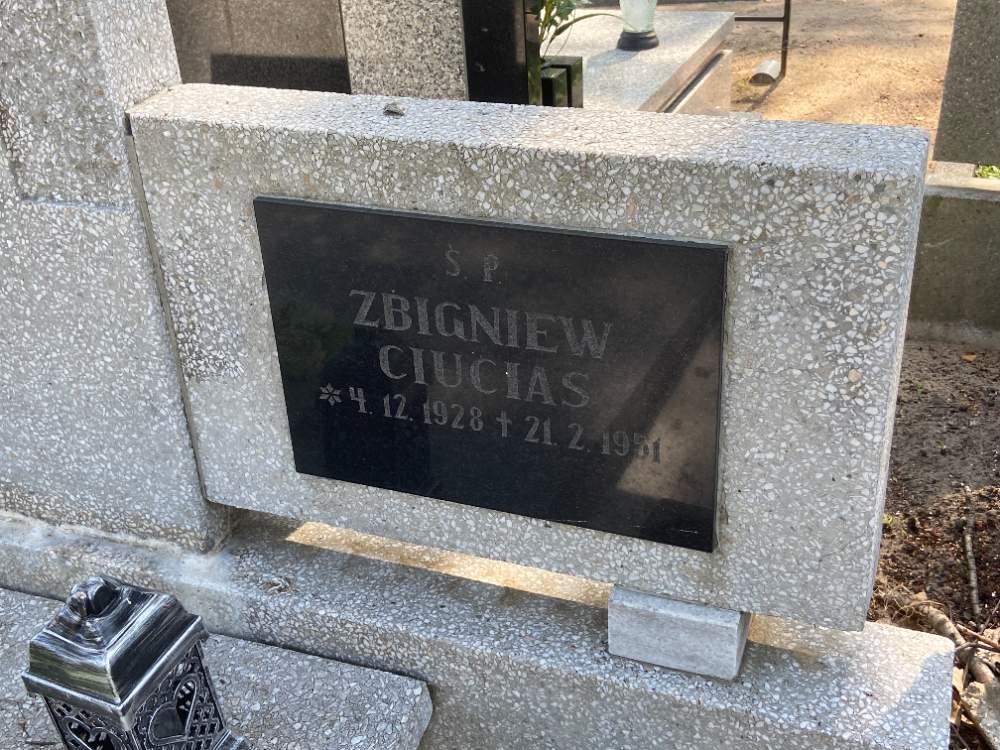 Ś. P.
ZBIGNIEW
CIUCIAS
* 4. 12. 1928 † 21. 2. 1951